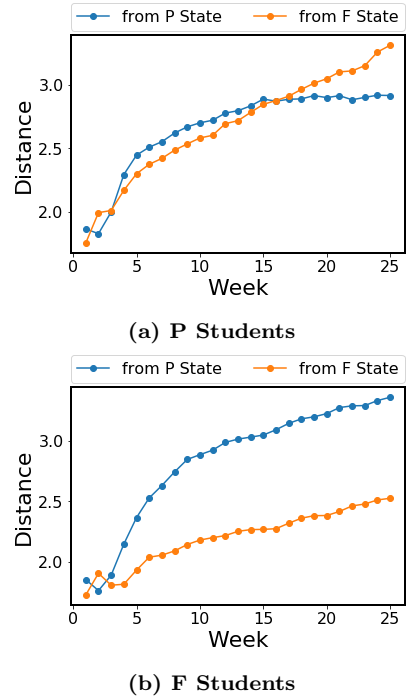 from P State from F State
3.0
2.5
2.0
Distance
0 5 10 15 20 25
Week
(a) P Students
from P State from F State
3.0
2.5
2.0
Distance
0 5 10 15 20 25
Week
(b) F Students